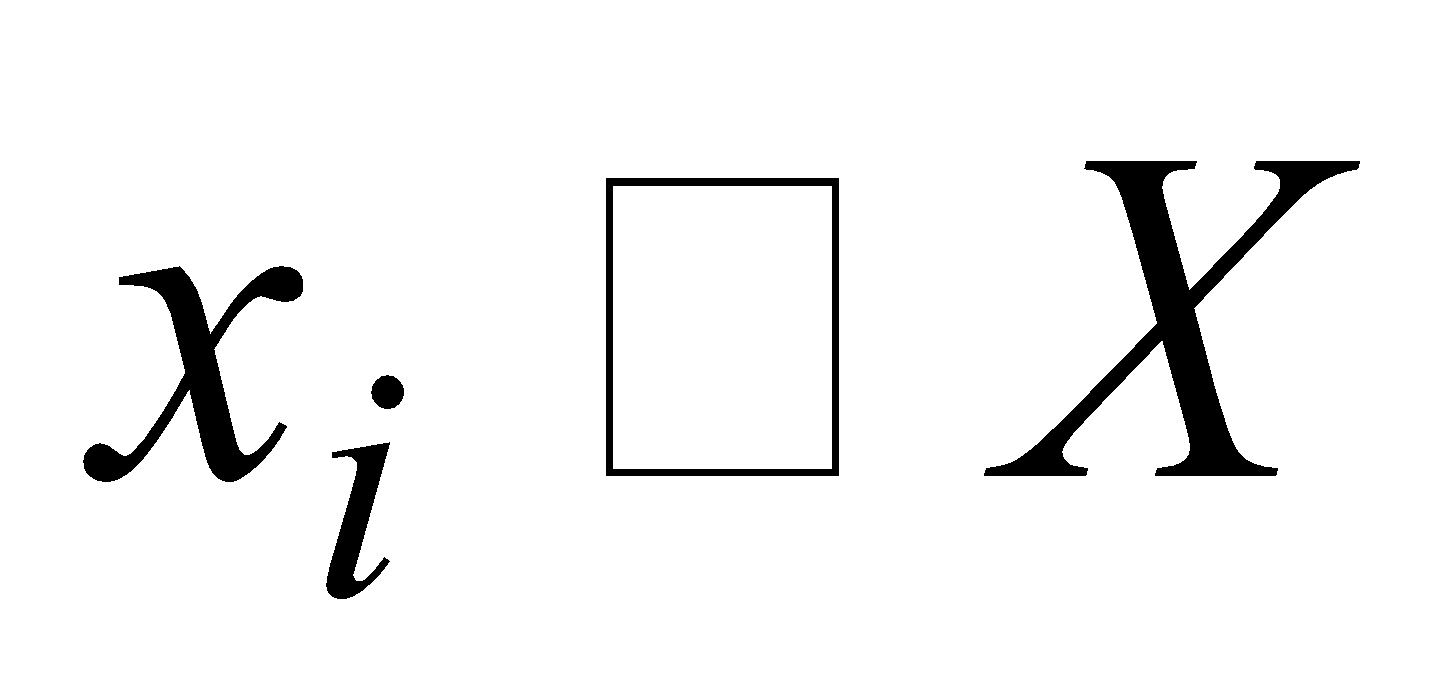 xᵢ □ X